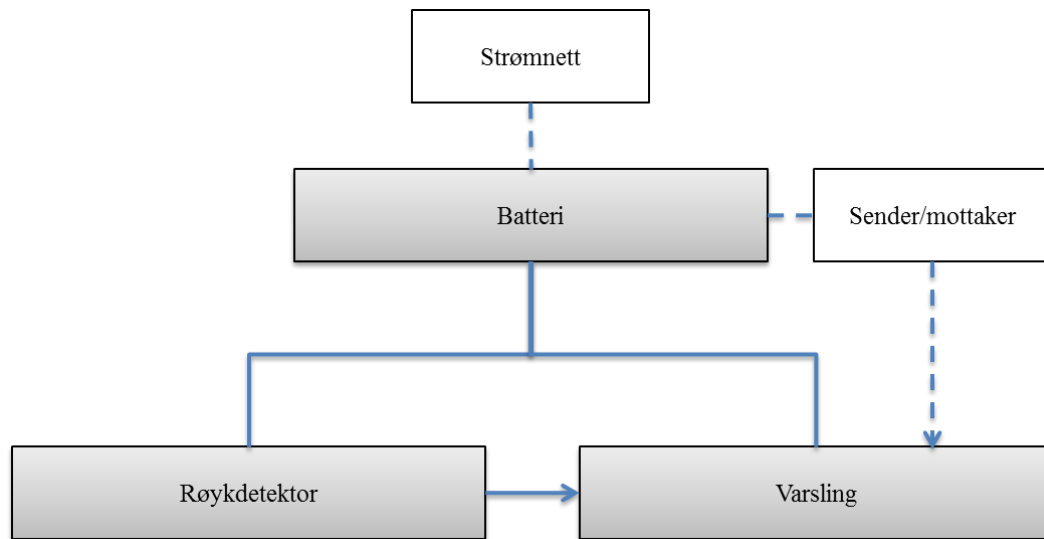 Strømnett
Batteri
Sender/mottaker
Røykdetektor
Varsling